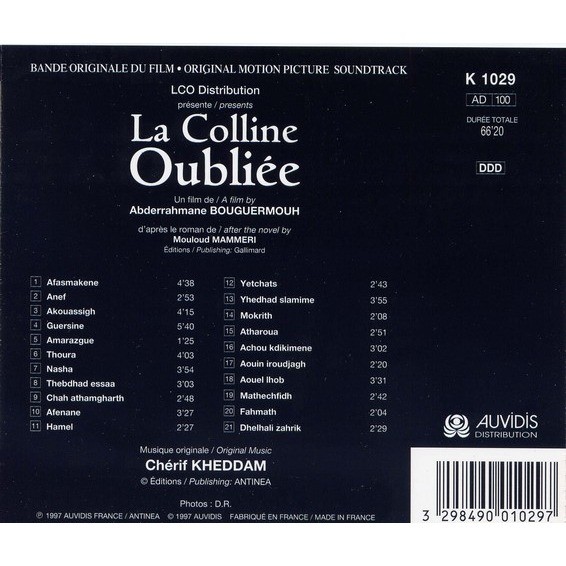 BANDE ORIGINALE DU FILM • ORIGINAL MOTION PICTURE SOUNDTRACK
K 1029
AD 100
DURÉE TOTALE
66'20
DDD
LCO Distribution
présente / presents
La Colline
Oubliée
Un film de / A film by
Abderrahmane BOUGUERMOUH
d'après le roman de / after the novel by
Mouloud MAMMERI
Éditions / Publishing: Gallimard
1 Afasmakene 4'38
2 Anef 2'53
3 Akouassigh 4'15
4 Guersine 5'40
5 Amarazgue 1'25
6 Thoura 4'03
7 Nasha 3'54
8 Thebdhad essaa 3'03
9 Chah athamgharth 2'48
10 Afenane 3'27
11 Hamel 2'27
12 Yetchats 2'43
13 Yhedhad slamime 3'55
14 Mokrith 2'08
15 Atharoua 2'51
16 Achou kdikimene 3'02
17 Aouin iroudjagh 2'20
18 Aouel lhob 3'31
19 Mathechfidh 2'42
20 Fahmath 2'04
21 Dhelhali zahrik 2'29
Musique originale / Original Music
Chérif KHEDDAM
© Éditions / Publishing: ANTINEA
Photos : D.R.
℗ 1997 AUVIDIS FRANCE / ANTINEA © 1997 AUVIDIS FABRIQUÉ EN FRANCE / MADE IN FRANCE
AUVIDIS
DISTRIBUTION
3 298490 010297